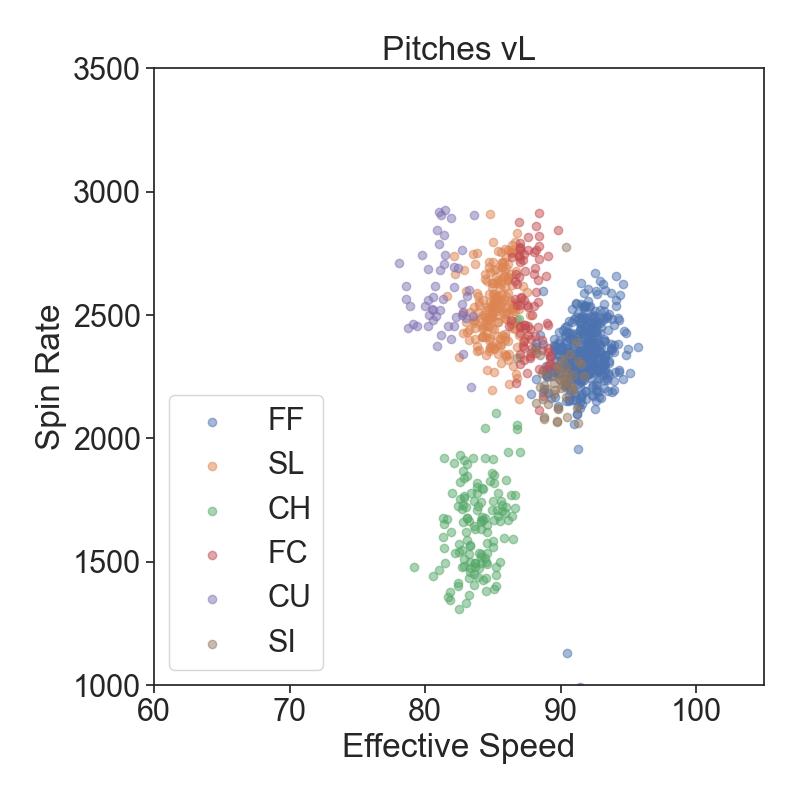 Pitches vL
3500
3000
2500
2000
1500
1000
Spin Rate
FF
SL
CH
FC
CU
SI
60
70
80
90
100
Effective Speed